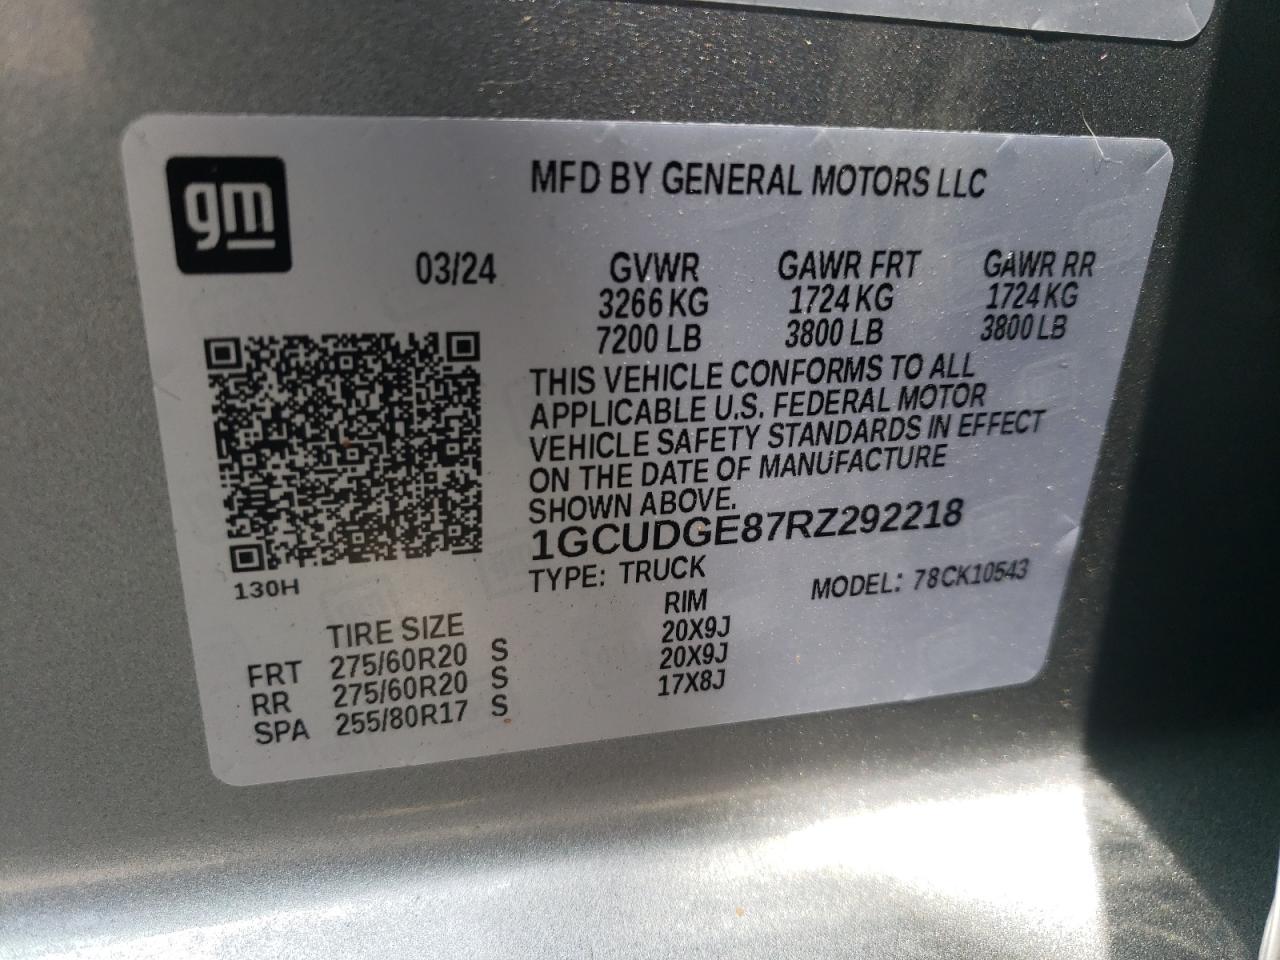 gm
MFD BY GENERAL MOTORS LLC
03/24 GVWR GAWR FRT GAWR RR
3266 KG 1724 KG 1724 KG
7200 LB 3800 LB 3800 LB
THIS VEHICLE CONFORMS TO ALL
APPLICABLE U.S. FEDERAL MOTOR
VEHICLE SAFETY STANDARDS IN EFFECT
ON THE DATE OF MANUFACTURE
SHOWN ABOVE.
1GCUDGE87RZ292218
TYPE: TRUCK MODEL: 78CK10543
130H
TIRE SIZE RIM
FRT 275/60R20 S 20X9J
RR 275/60R20 S 20X9J
SPA 255/80R17 S 17X8J